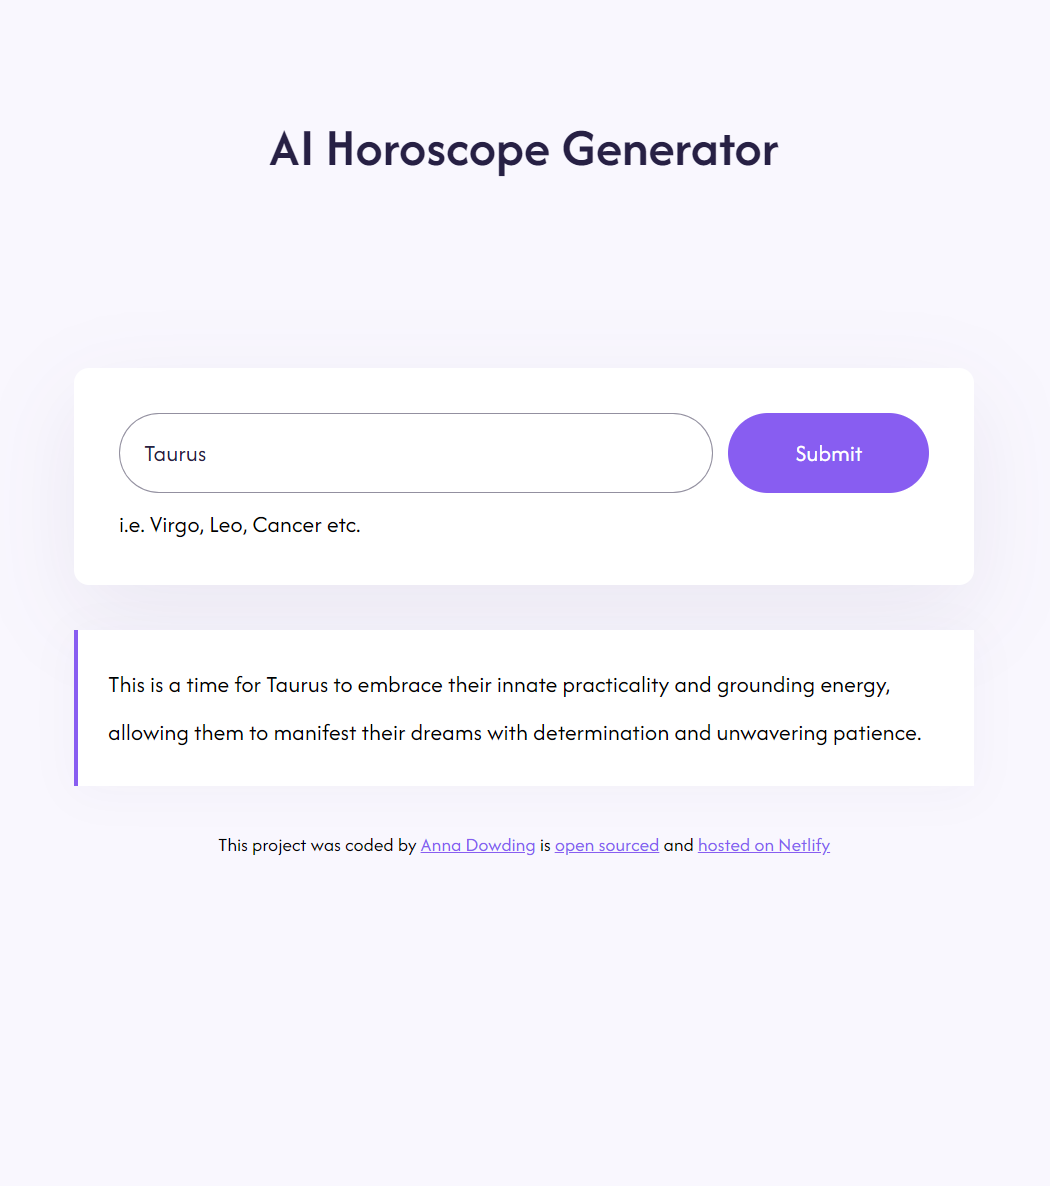 AI Horoscope Generator
Taurus
Submit
i.e. Virgo, Leo, Cancer etc.
This is a time for Taurus to embrace their innate practicality and grounding energy,
allowing them to manifest their dreams with determination and unwavering patience.
This project was coded by Anna Dowding is open sourced and hosted on Netlify